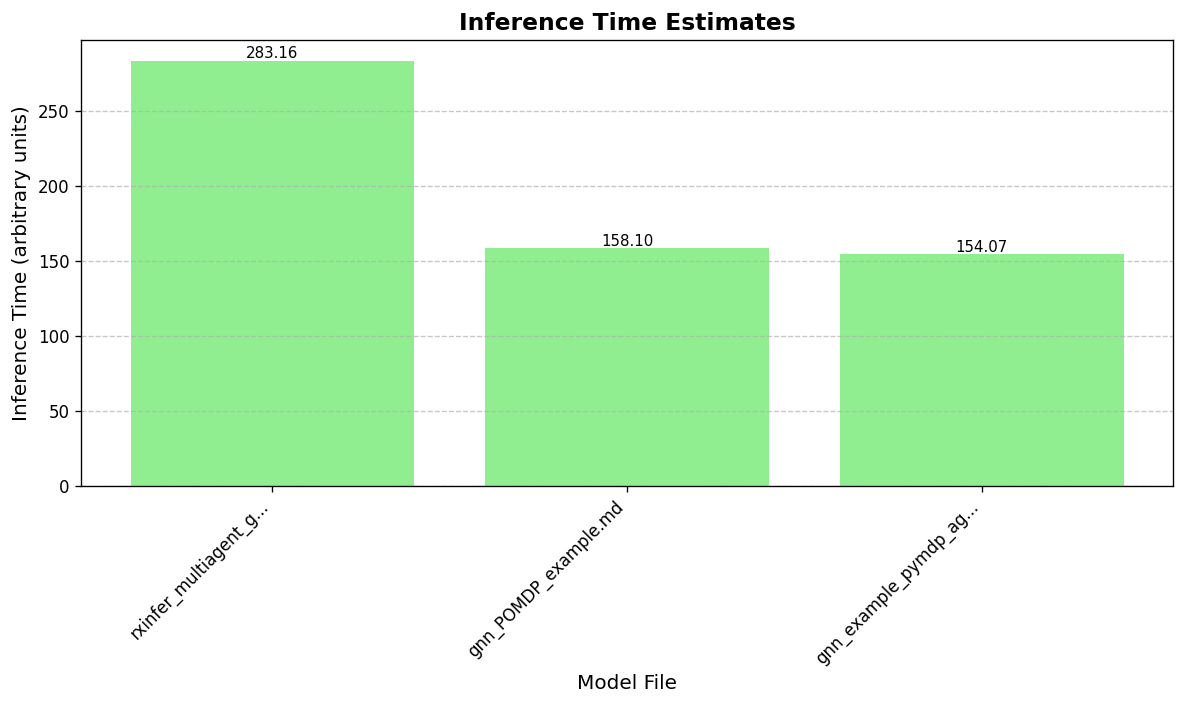 Inference Time Estimates
Inference Time (arbitrary units)
250
200
150
100
50
0
283.16
158.10
154.07
rxinfer_multiagent_g...
gnn_POMDP_example.md
gnn_example_pymdp_ag...
Model File